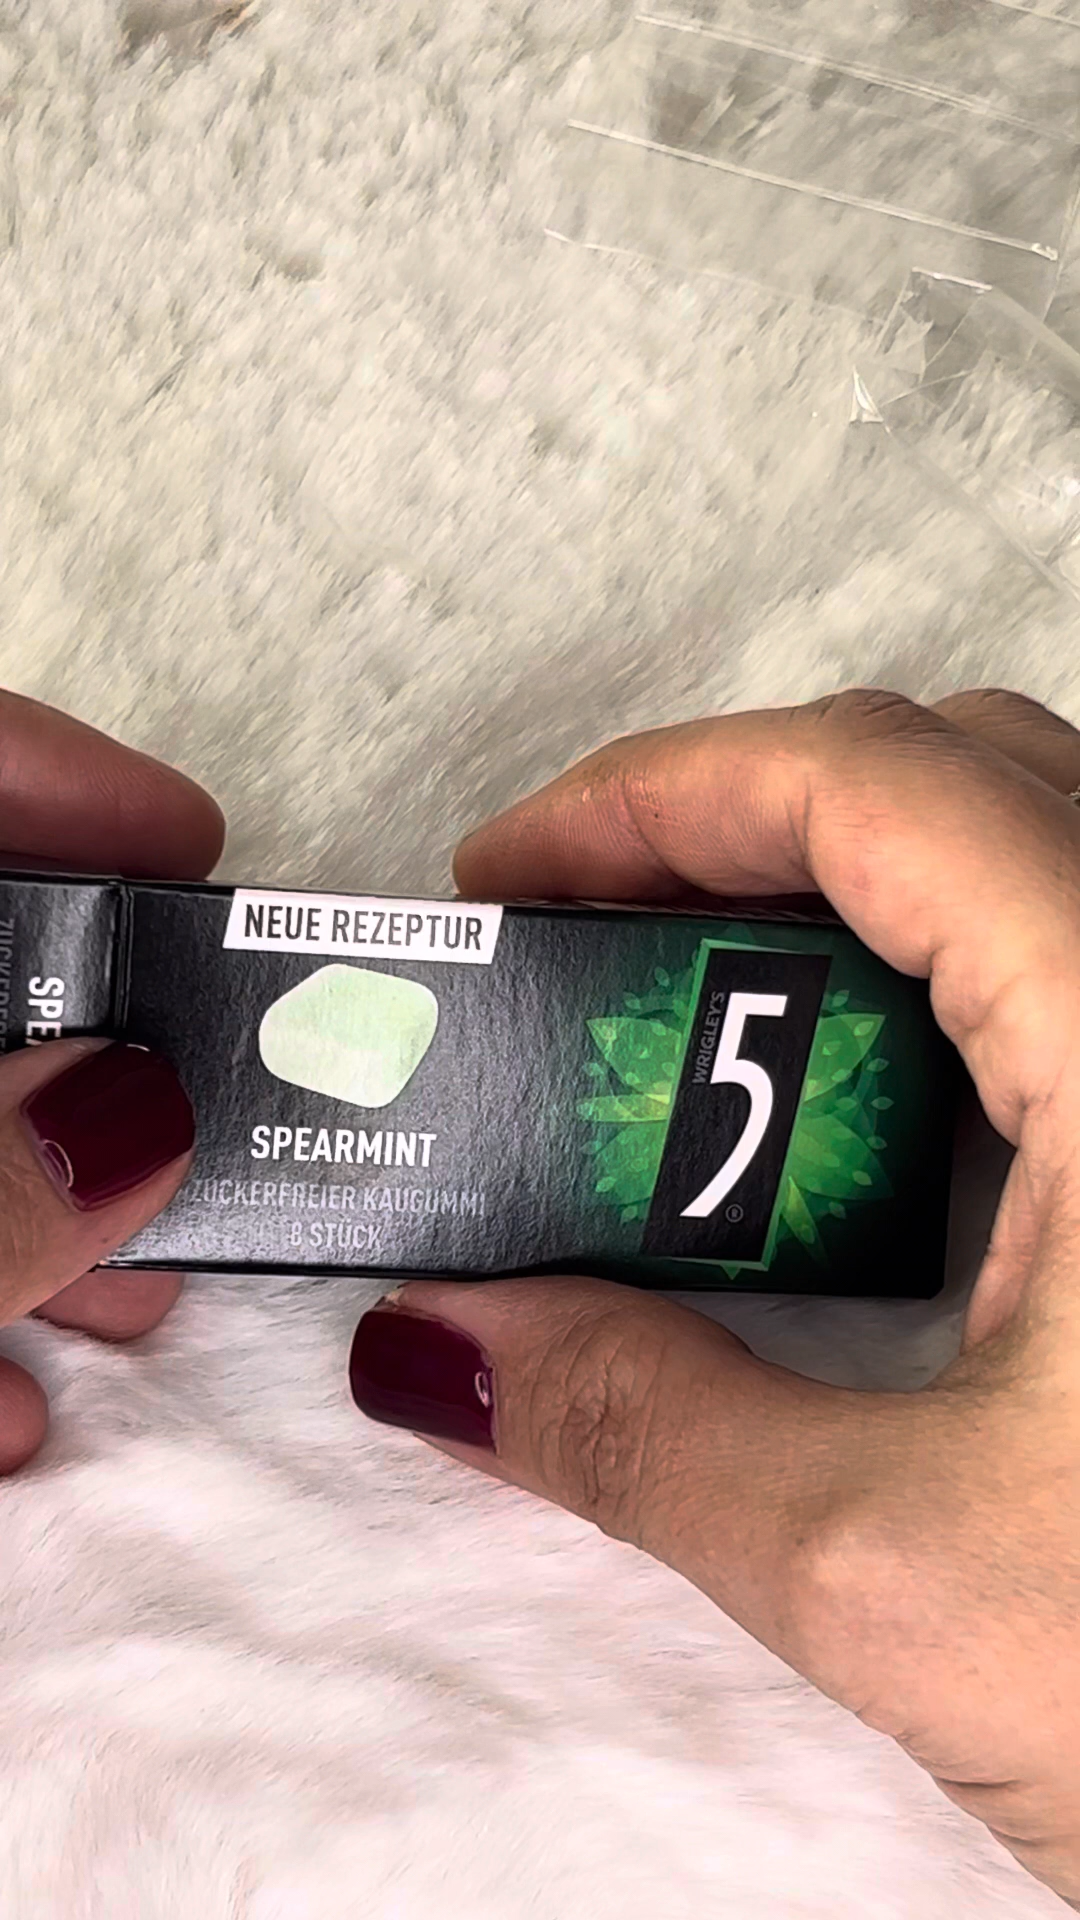 NEUE REZEPTUR
SPEARMINT
ZUCKERFREIER KAUGUMMI
8 STÜCK
WRIGLEY'S
5
®